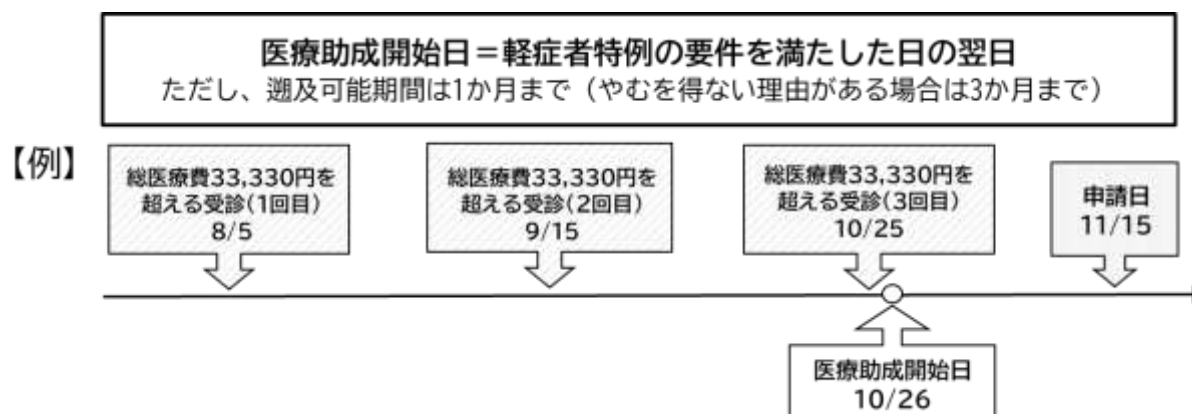 医療助成開始日＝軽症者特例の要件を満たした日の翌日
ただし、遡及可能期間は1か月まで（やむを得ない理由がある場合は3か月まで）
【例】
総医療費33,330円を
超える受診(1回目)
8/5
総医療費33,330円を
超える受診(2回目)
9/15
総医療費33,330円を
超える受診(3回目)
10/25
申請日
11/15
医療助成開始日
10/26